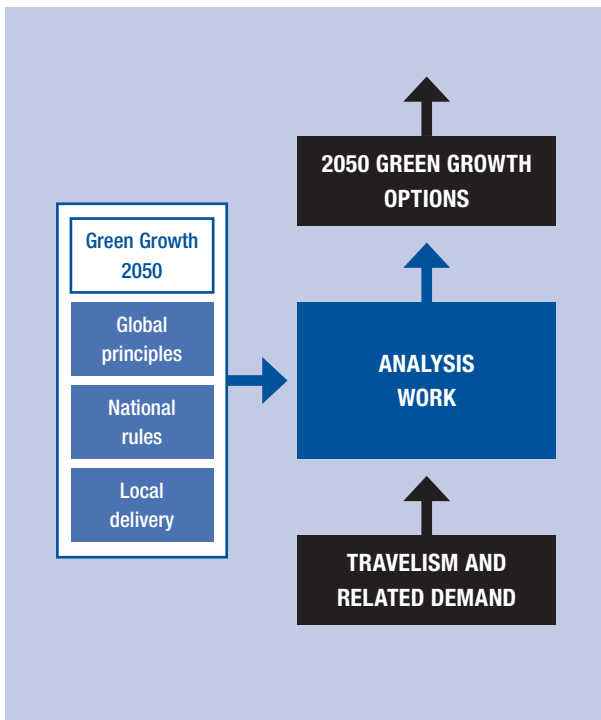 2050 GREEN GROWTH
OPTIONS
Green Growth
2050
Global
principles
National
rules
Local
delivery
ANALYSIS
WORK
TRAVELISM AND
RELATED DEMAND